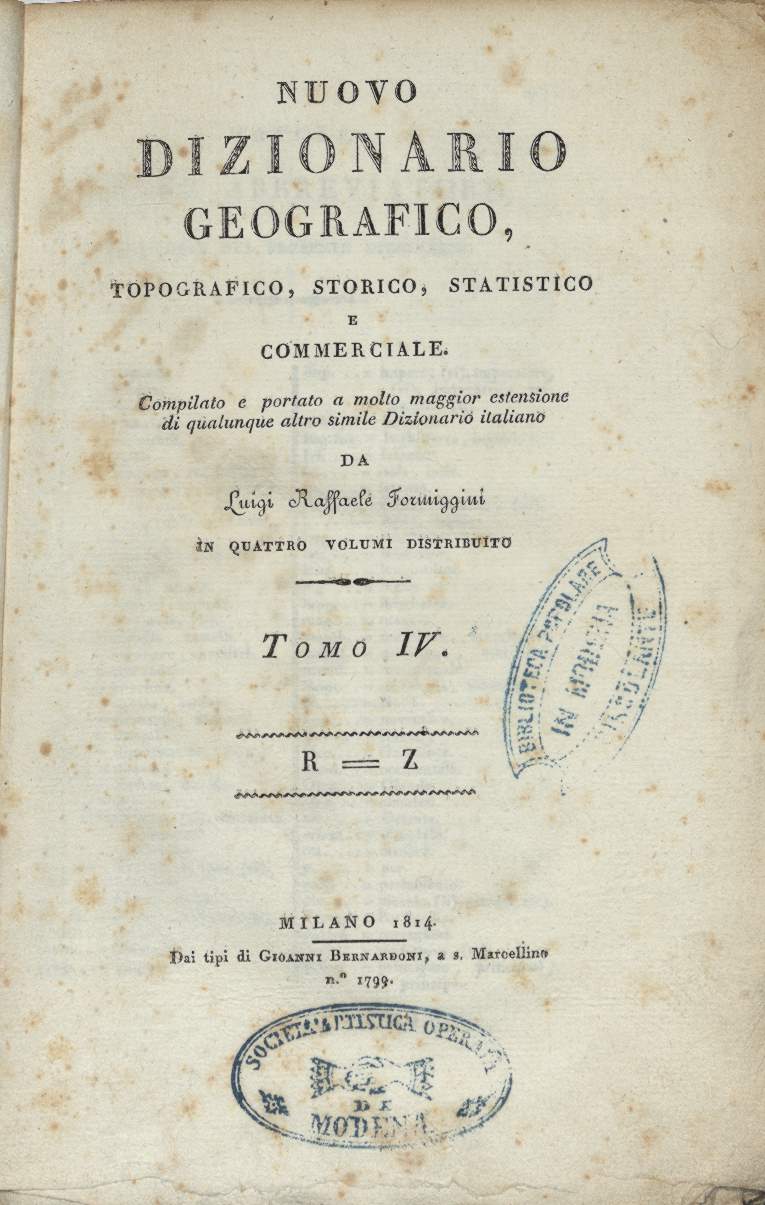 NUOVO
DIZIONARIO
GEOGRAFICO,
TOPOGRAFICO, STORICO, STATISTICO
E
COMMERCIALE.
Compilato e portato a molto maggior estensione
di qualunque altro simile Dizionario italiano
DA
Luigi Raffaele Formiggini
IN QUATTRO VOLUMI DISTRIBUITO
TOMO IV.
R = Z
BIBLIOTECA POPOLARE
IN MODENA
CIRCOLANTE
MILANO 1814.
Dai tipi di GIOANNI BERNARDONI, a s. Marcellino
n.º 1799.
SOCIETÀ ARTISTICA OPERAIA
DI
MODENA